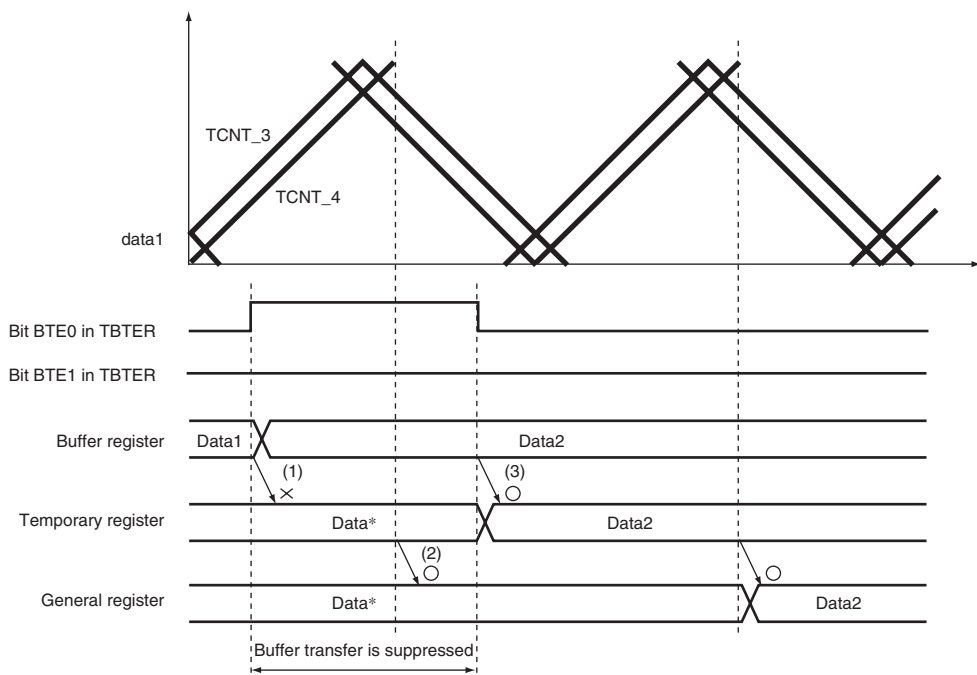 TCNT_3
TCNT_4
data1
Bit BTE0 in TBTER
Bit BTE1 in TBTER
Buffer register
Data1
Data2
(1)
(3)
Temporary register
Data*
Data2
(2)
General register
Data*
Data2
Buffer transfer is suppressed